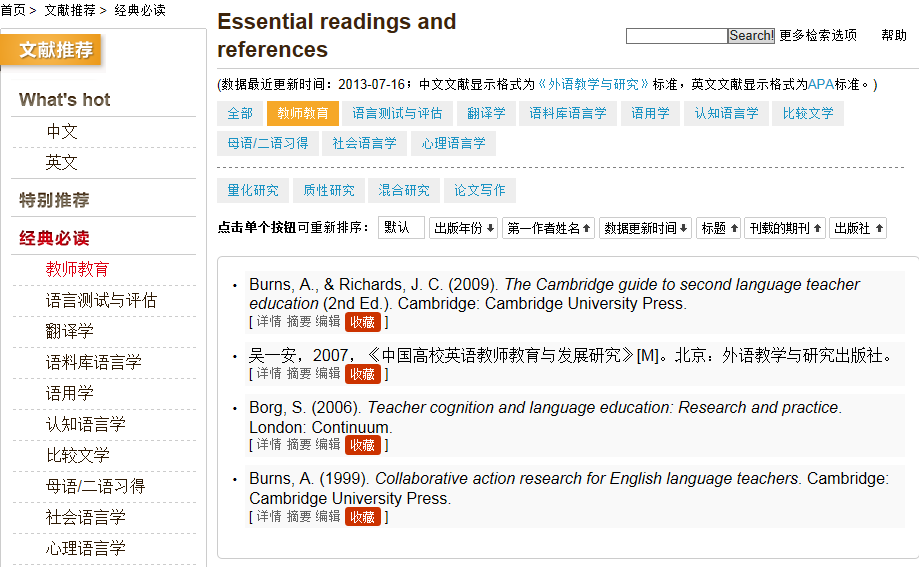 首页 > 文献推荐 > 经典必读
文献推荐
What's hot
中文
英文
特别推荐
经典必读
教师教育
语言测试与评估
翻译学
语料库语言学
语用学
认知语言学
比较文学
母语/二语习得
社会语言学
心理语言学
Essential readings and
references
Search! 更多检索选项 帮助
(数据最近更新时间：2013-07-16；中文文献显示格式为《外语教学与研究》标准，英文文献显示格式为APA标准。)
全部 教师教育 语言测试与评估 翻译学 语料库语言学 语用学 认知语言学 比较文学
母语/二语习得 社会语言学 心理语言学
量化研究 质性研究 混合研究 论文写作
点击单个按钮可重新排序： 默认 出版年份⬇ 第一作者姓名⬆ 数据更新时间⬇ 标题⬆ 刊载的期刊⬆ 出版社⬆
• Burns, A., & Richards, J. C. (2009). The Cambridge guide to second language teacher
education (2nd Ed.). Cambridge: Cambridge University Press.
[ 详情 摘要 编辑 收藏 ]
• 吴一安，2007，《中国高校英语教师教育与发展研究》[M]。北京：外语教学与研究出版社。
[ 详情 摘要 编辑 收藏 ]
• Borg, S. (2006). Teacher cognition and language education: Research and practice.
London: Continuum.
[ 详情 摘要 编辑 收藏 ]
• Burns, A. (1999). Collaborative action research for English language teachers. Cambridge:
Cambridge University Press.
[ 详情 摘要 编辑 收藏 ]